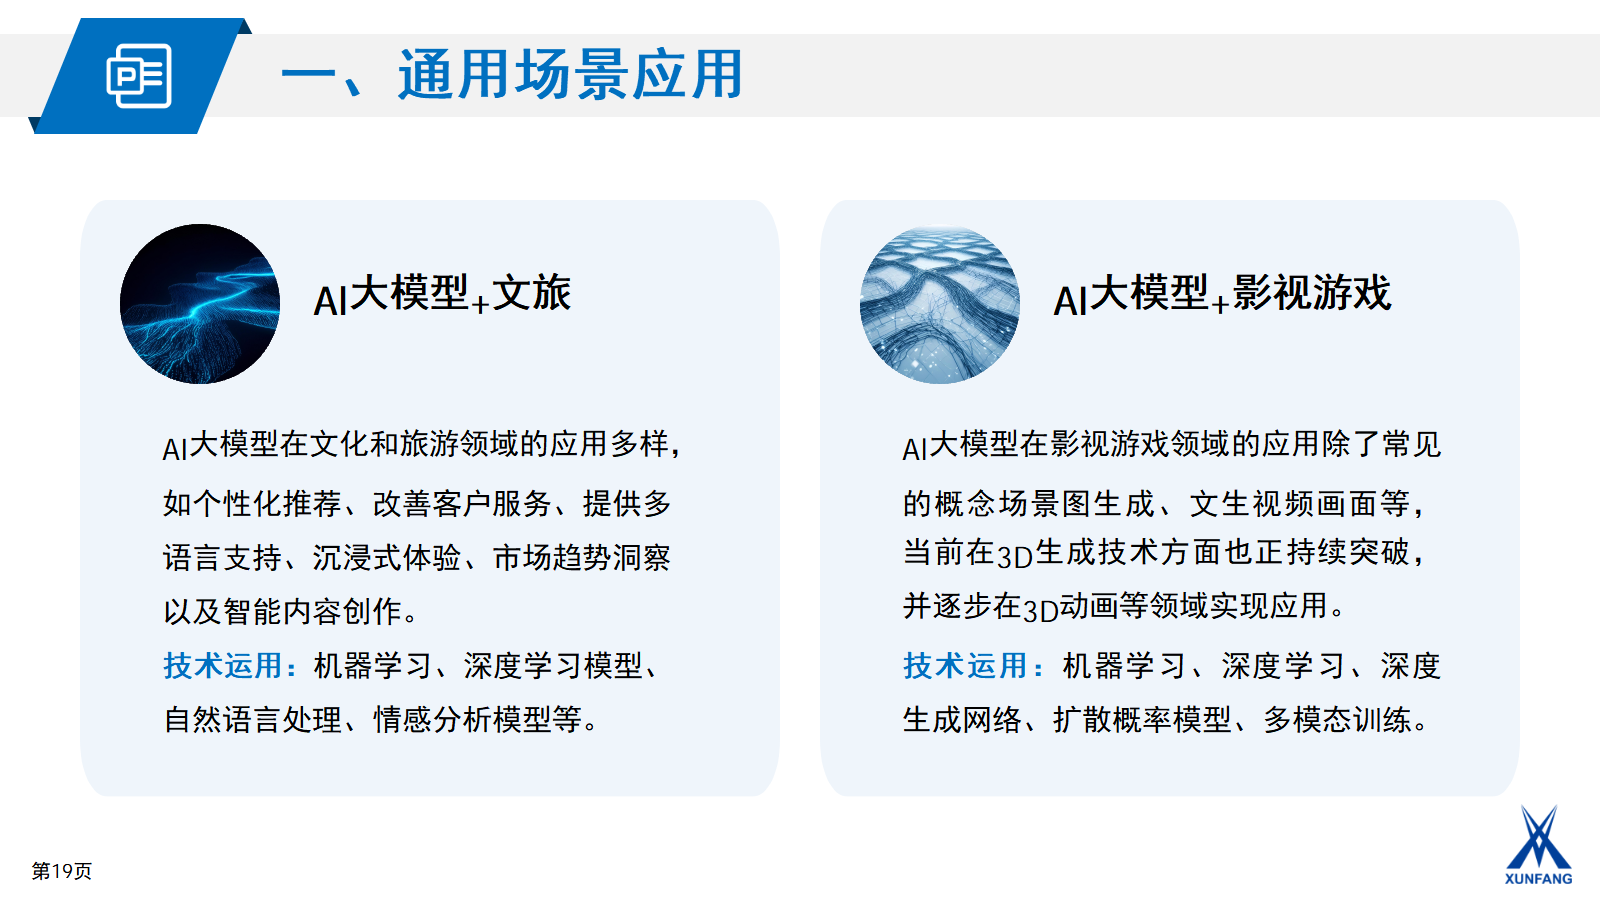 一、通用场景应用
AI大模型+文旅
AI大模型在文化和旅游领域的应用多样，
如个性化推荐、改善客户服务、提供多
语言支持、沉浸式体验、市场趋势洞察
以及智能内容创作。
技术运用：机器学习、深度学习模型、
自然语言处理、情感分析模型等。
AI大模型+影视游戏
AI大模型在影视游戏领域的应用除了常见
的概念场景图生成、文生视频画面等，
当前在3D生成技术方面也正持续突破，
并逐步在3D动画等领域实现应用。
技术运用：机器学习、深度学习、深度
生成网络、扩散概率模型、多模态训练。
第19页
XUNFANG